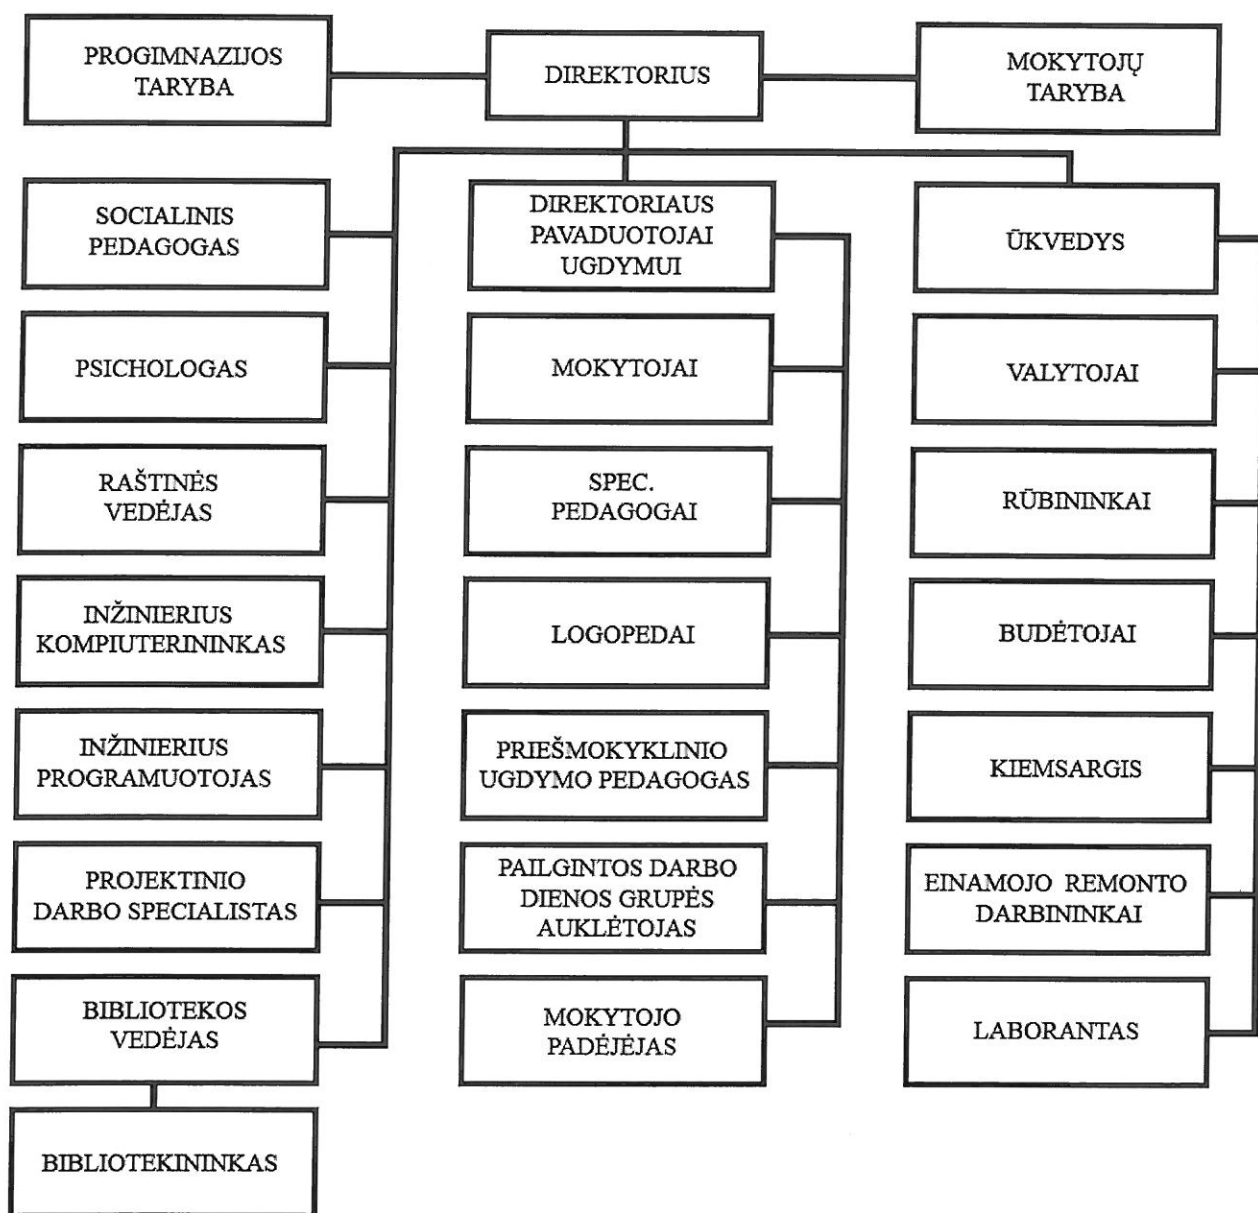 PROGIMNAZIJOS
TARYBA
DIREKTORIUS
MOKYTOJŲ
TARYBA
SOCIALINIS
PEDAGOGAS
PSICHOLOGAS
RAŠTINĖS
VEDĖJAS
INŽINIERIUS
KOMPIUTERININKAS
INŽINIERIUS
PROGRAMUOTOJAS
PROJEKTINIO
DARBO SPECIALISTAS
BIBLIOTEKOS
VEDĖJAS
BIBLIOTEKININKAS
DIREKTORIAUS
PAVADUOTOJAI
UGDYMUI
MOKYTOJAI
SPEC.
PEDAGOGAI
LOGOPEDAI
PRIEŠMOKYKLINIO
UGDYMO PEDAGOGAS
PAILGINTOS DARBO
DIENOS GRUPĖS
AUKLĖTOJAS
MOKYTOJO
PADĖJĖJAS
ŪKVEDYS
VALYTOJAI
RŪBININKAI
BUDĖTOJAI
KIEMSARGIS
EINAMOJO REMONTO
DARBININKAI
LABORANTAS